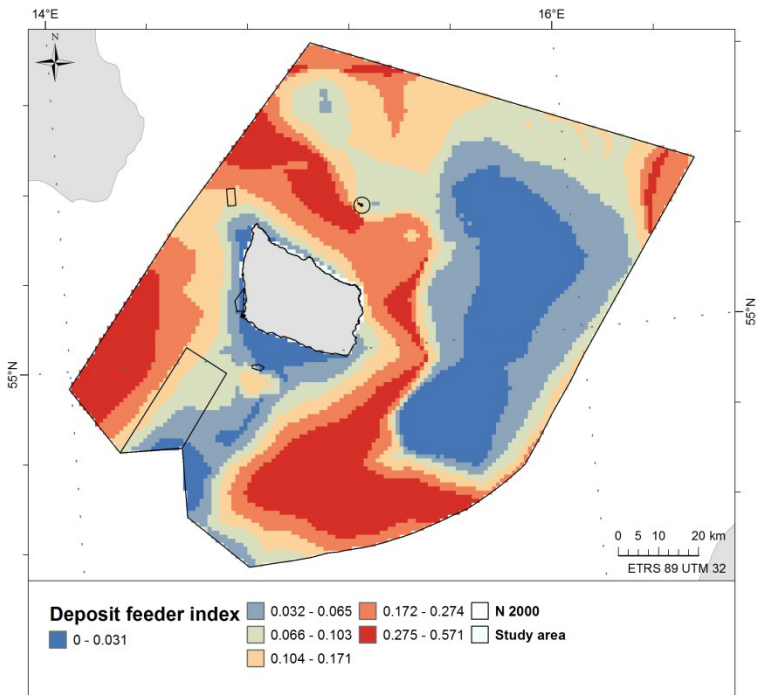 14°E
16°E
N
55°N
55°N
0 5 10 20 km
ETRS 89 UTM 32
Deposit feeder index
0 - 0.031
0.032 - 0.065
0.066 - 0.103
0.104 - 0.171
0.172 - 0.274
0.275 - 0.571
N 2000
Study area